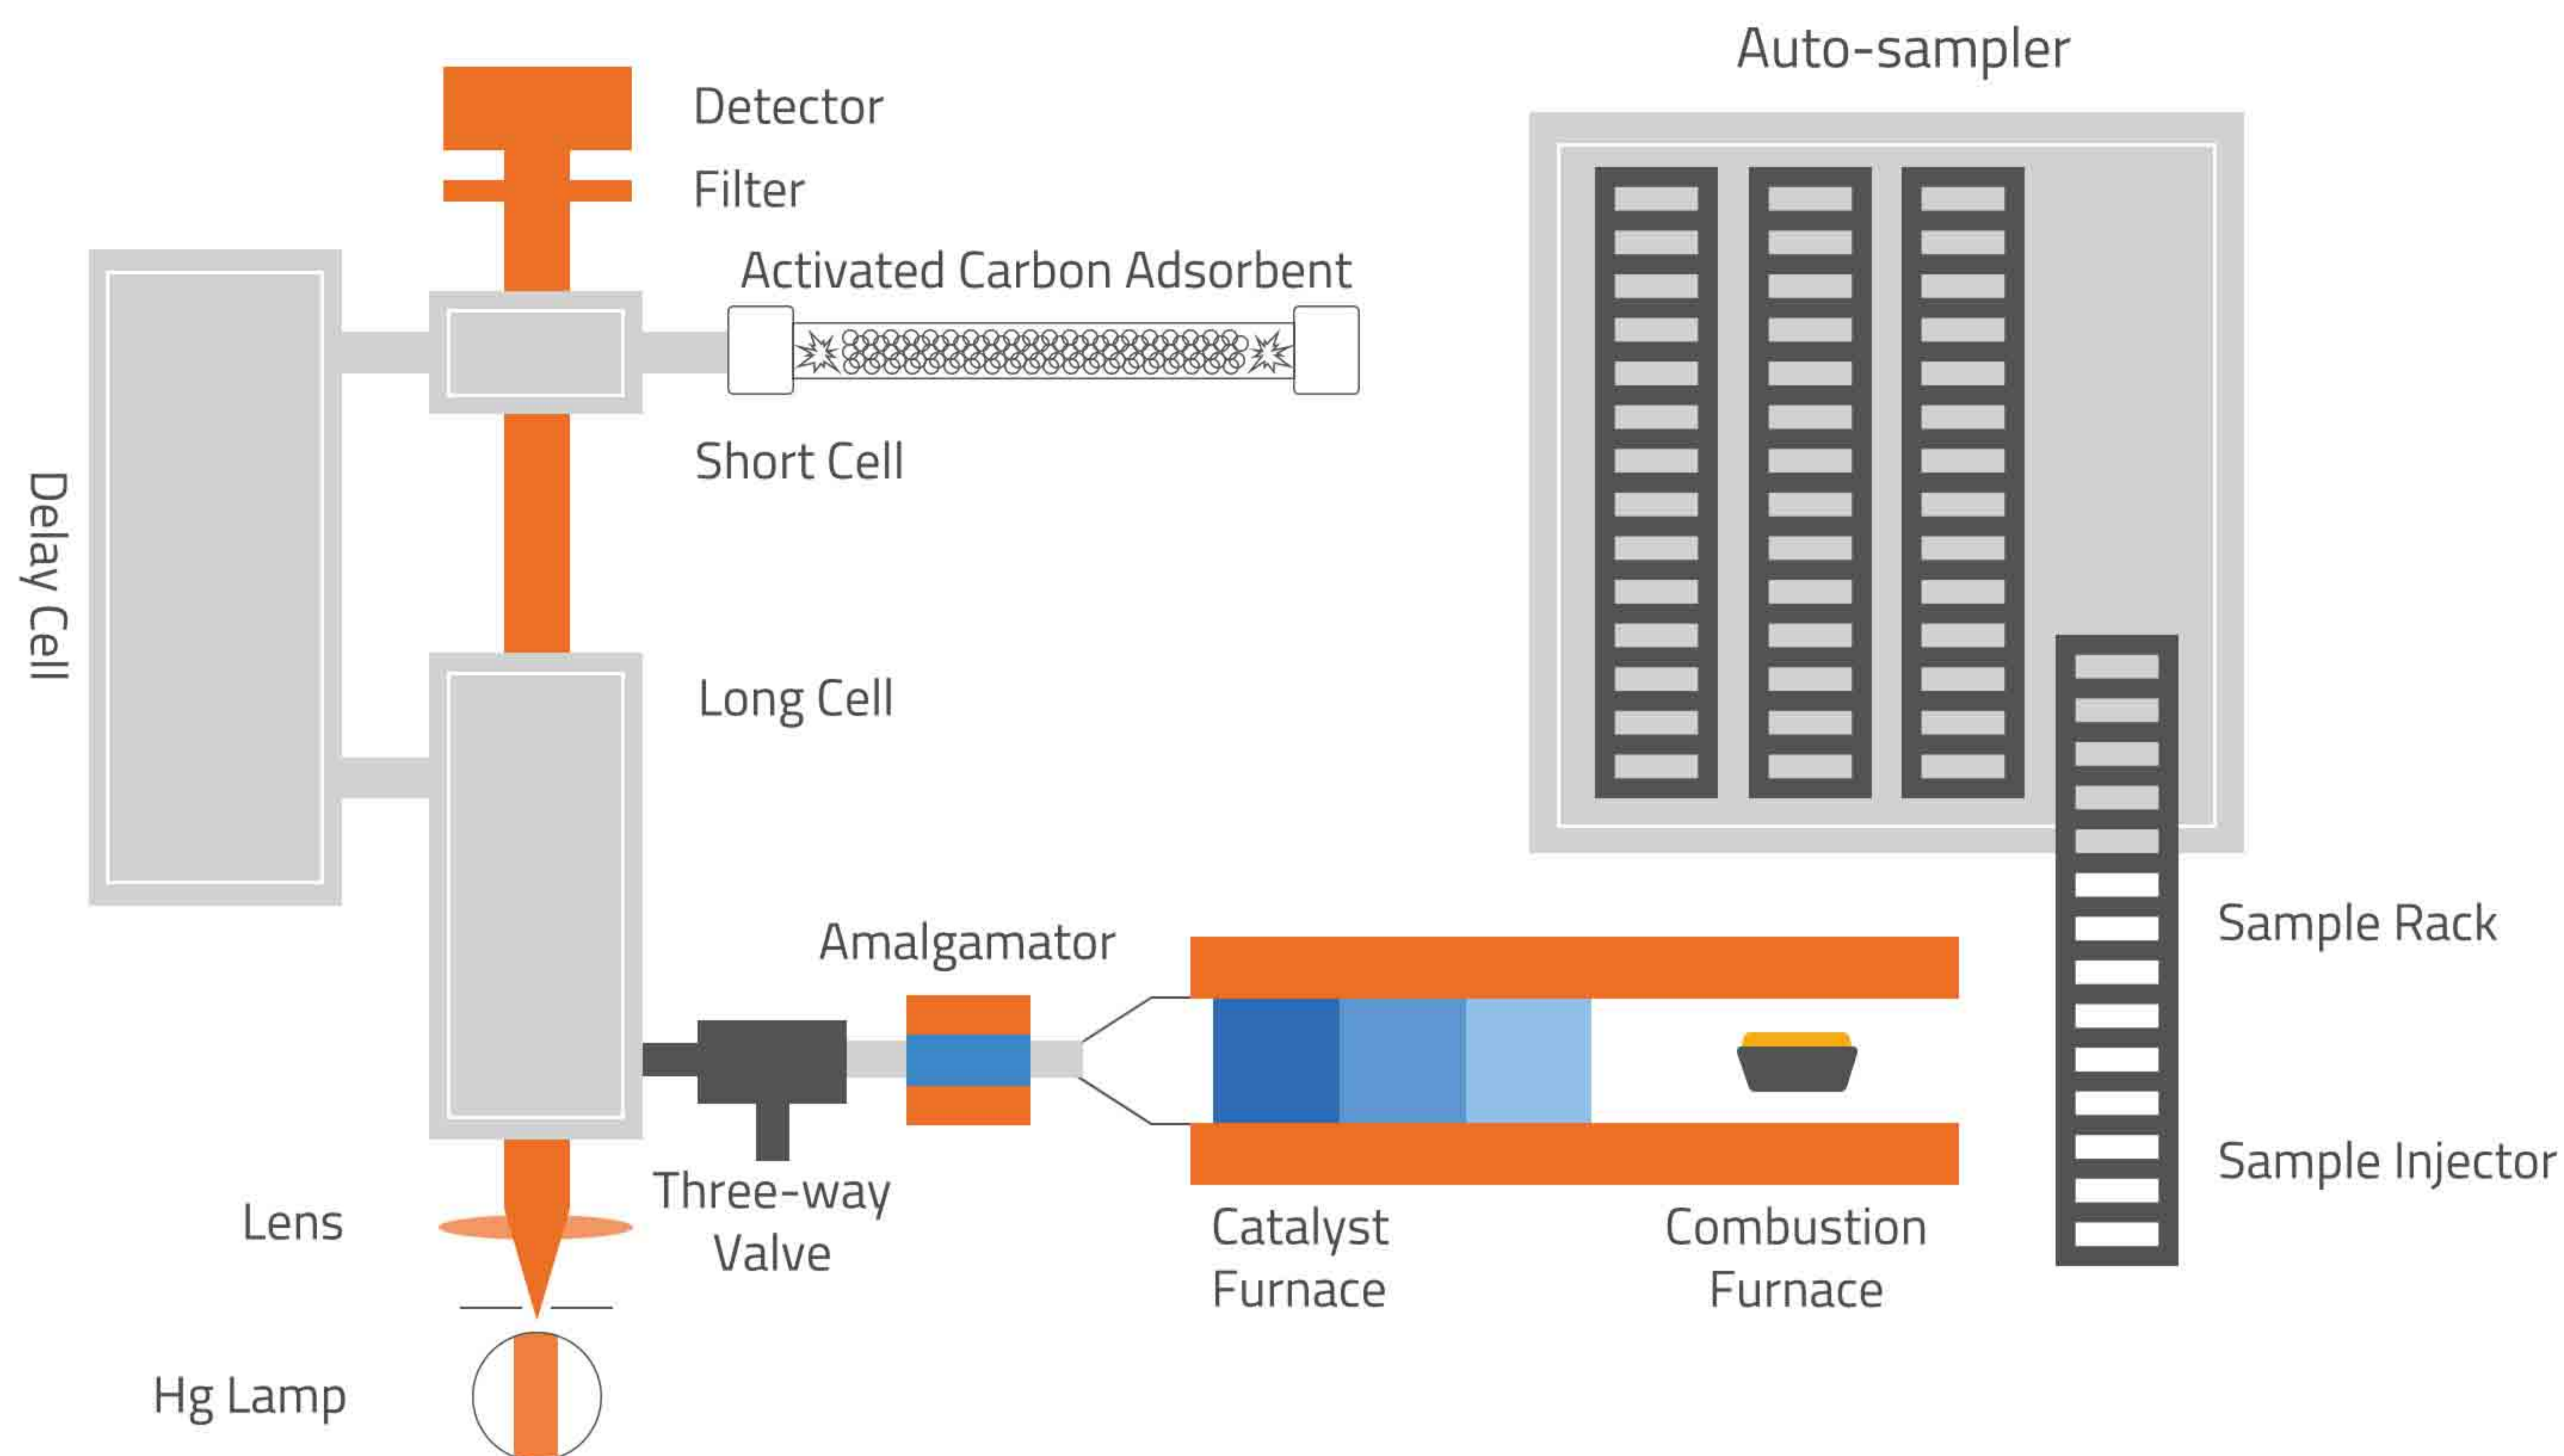 Auto-sampler
Detector
Filter
Activated Carbon Adsorbent
Short Cell
Delay Cell
Long Cell
Amalgamator
Sample Rack
Sample Injector
Three-way
Valve
Lens
Catalyst
Furnace
Combustion
Furnace
Hg Lamp